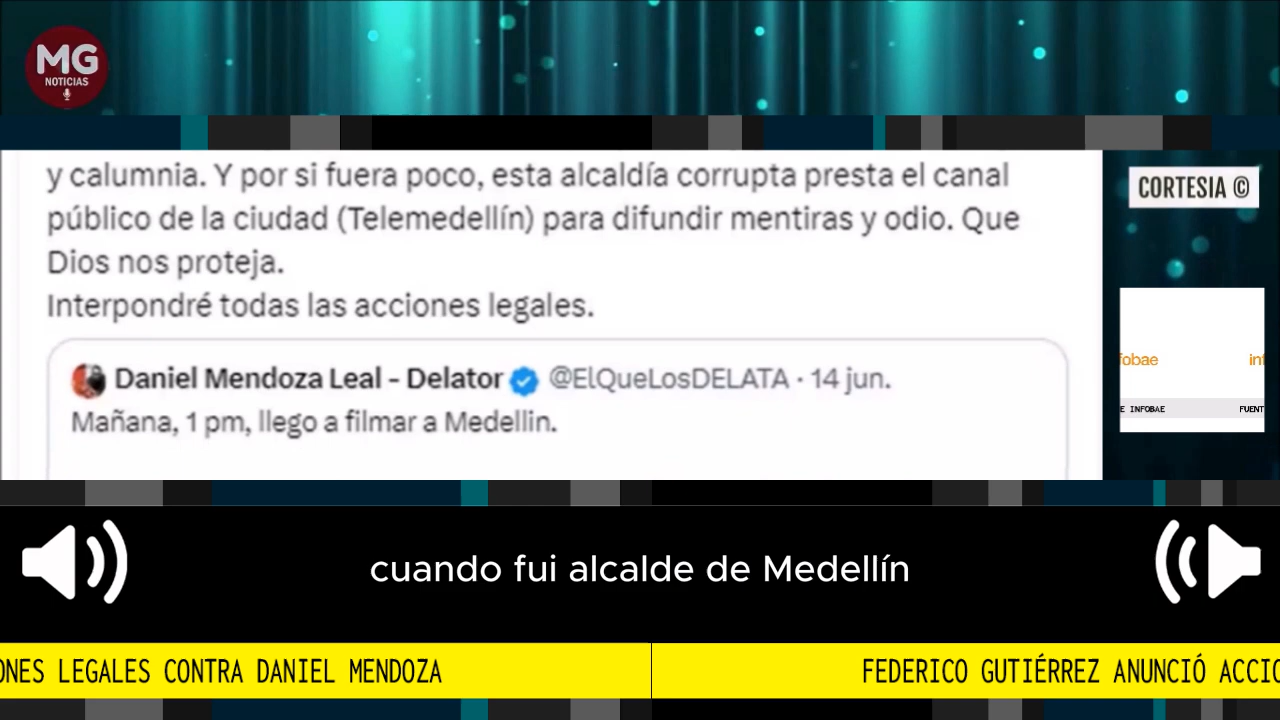 MG
NOTICIAS
y calumnia. Y por si fuera poco, esta alcaldía corrupta presta el canal
público de la ciudad (Telemedellín) para difundir mentiras y odio. Que
Dios nos proteja.
Interpondré todas las acciones legales.
Daniel Mendoza Leal - Delator @ElQueLosDELATA · 14 jun.
Mañana, 1 pm, llego a filmar a Medellin.
CORTESIA ©
fobae in
E INFOBAE FUENT
cuando fui alcalde de Medellín
ONES LEGALES CONTRA DANIEL MENDOZA FEDERICO GUTIÉRREZ ANUNCIÓ ACCIO